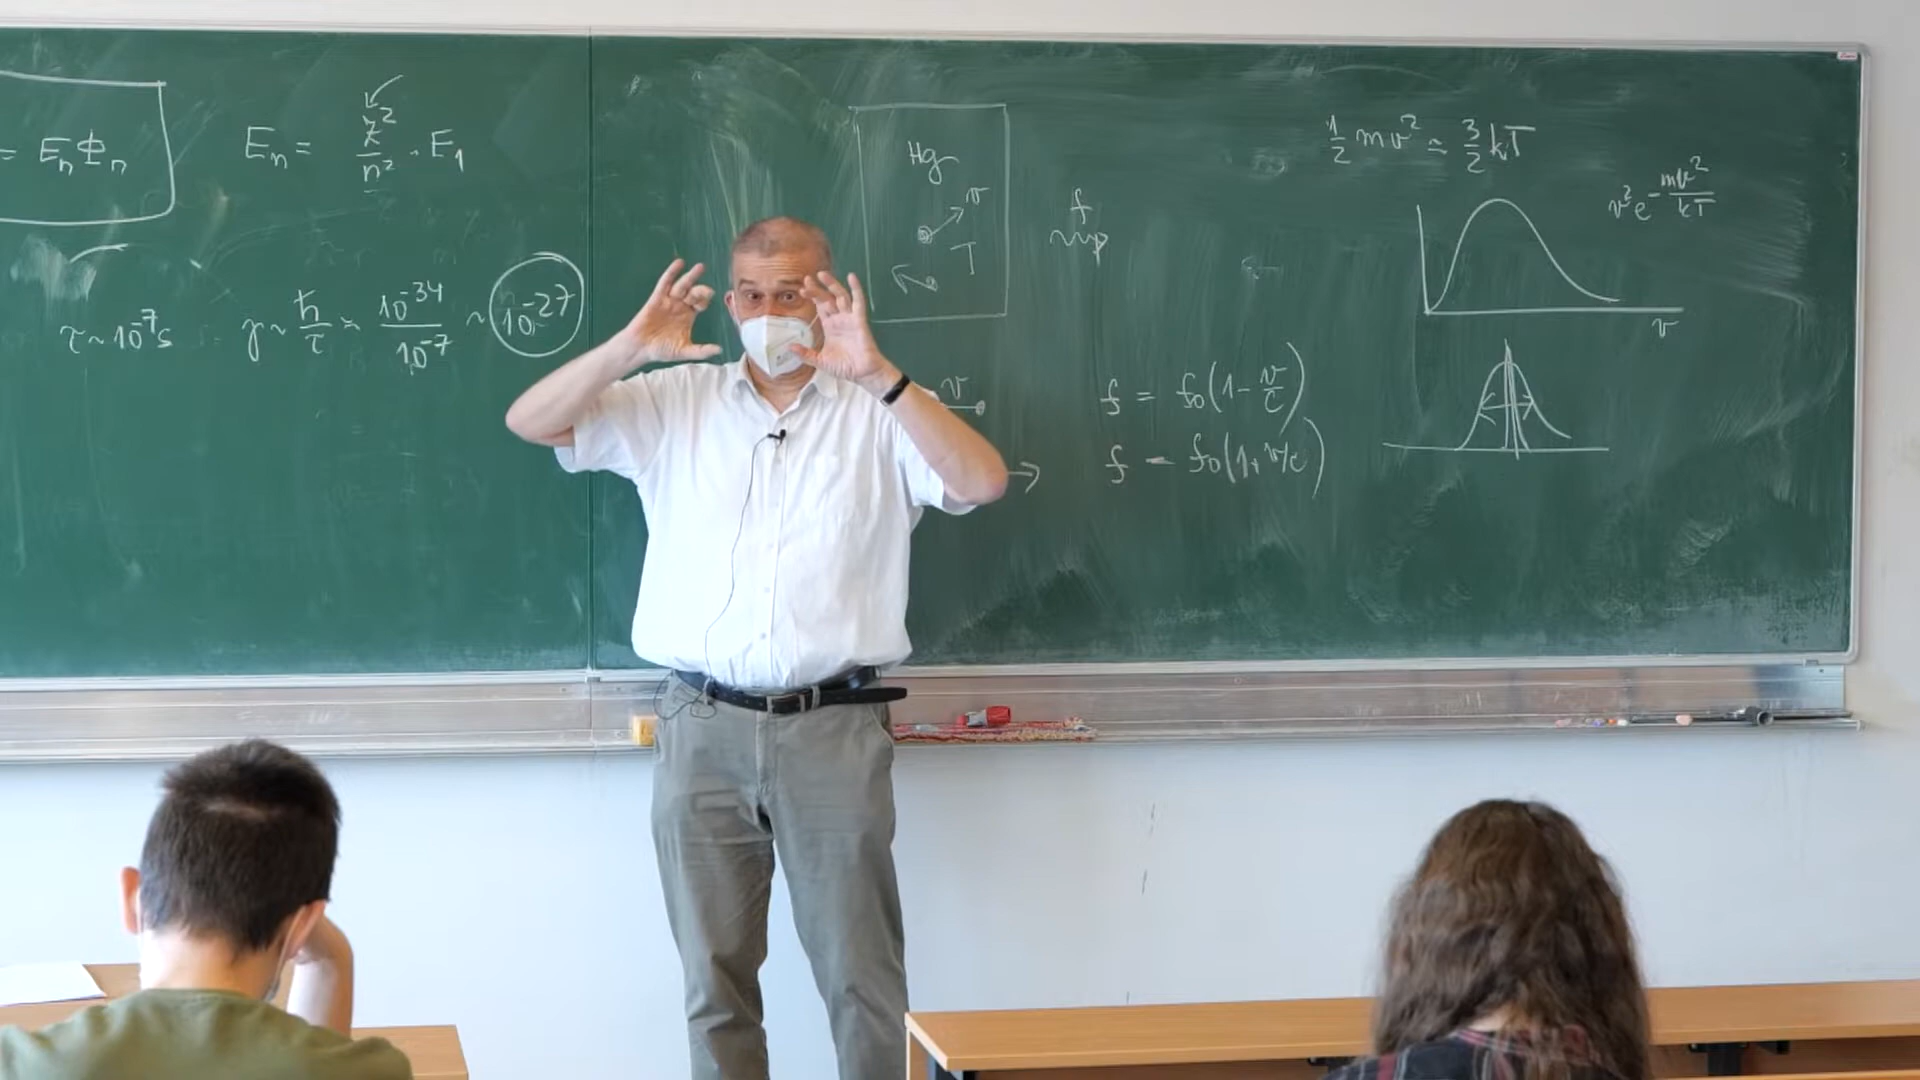 = EₙΦₙ
Eₙ = z²/n² · E₁
τ ~ 10⁻⁷s γ ~ ħ/τ ≈ 10⁻³⁴/10⁻⁷ ~ 10⁻²⁷
Hg
v
T
f
v
f = f₀(1 - v/c)
f = f₀(1 + v/c)
1/2 mv² ≈ 3/2 kT
v² e^(-mv²/kT)
v